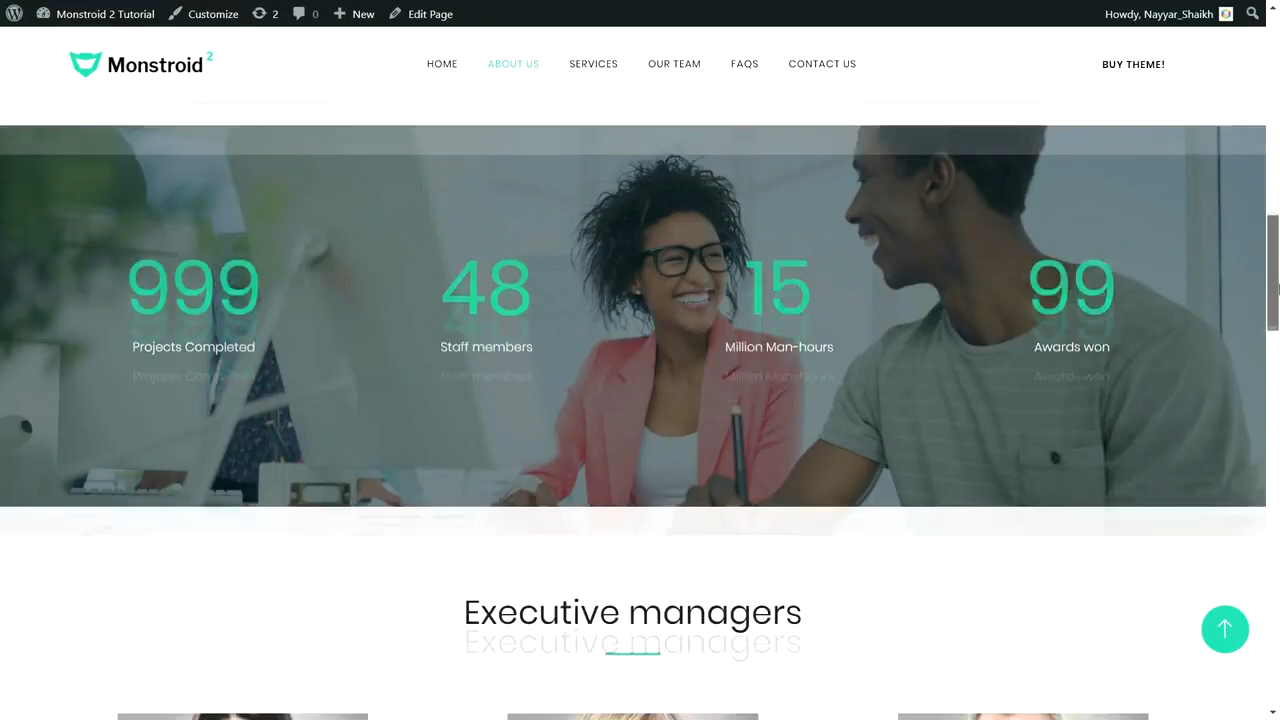 Monstroid 2 Tutorial Customize 2 0 New Edit Page Howdy, Nayyar_Shaikh
Monstroid 2 HOME ABOUT US SERVICES OUR TEAM FAQS CONTACT US BUY THEME!
999 48 15 99
Projects Completed Staff members Million Man-hours Awards won
Executive managers